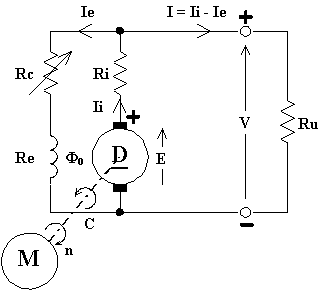 Ie
I = Ii - Ie
+
Rc
Ri
Ii
+
V
Ru
Re
Φ₀
D
E
C
–
M
n